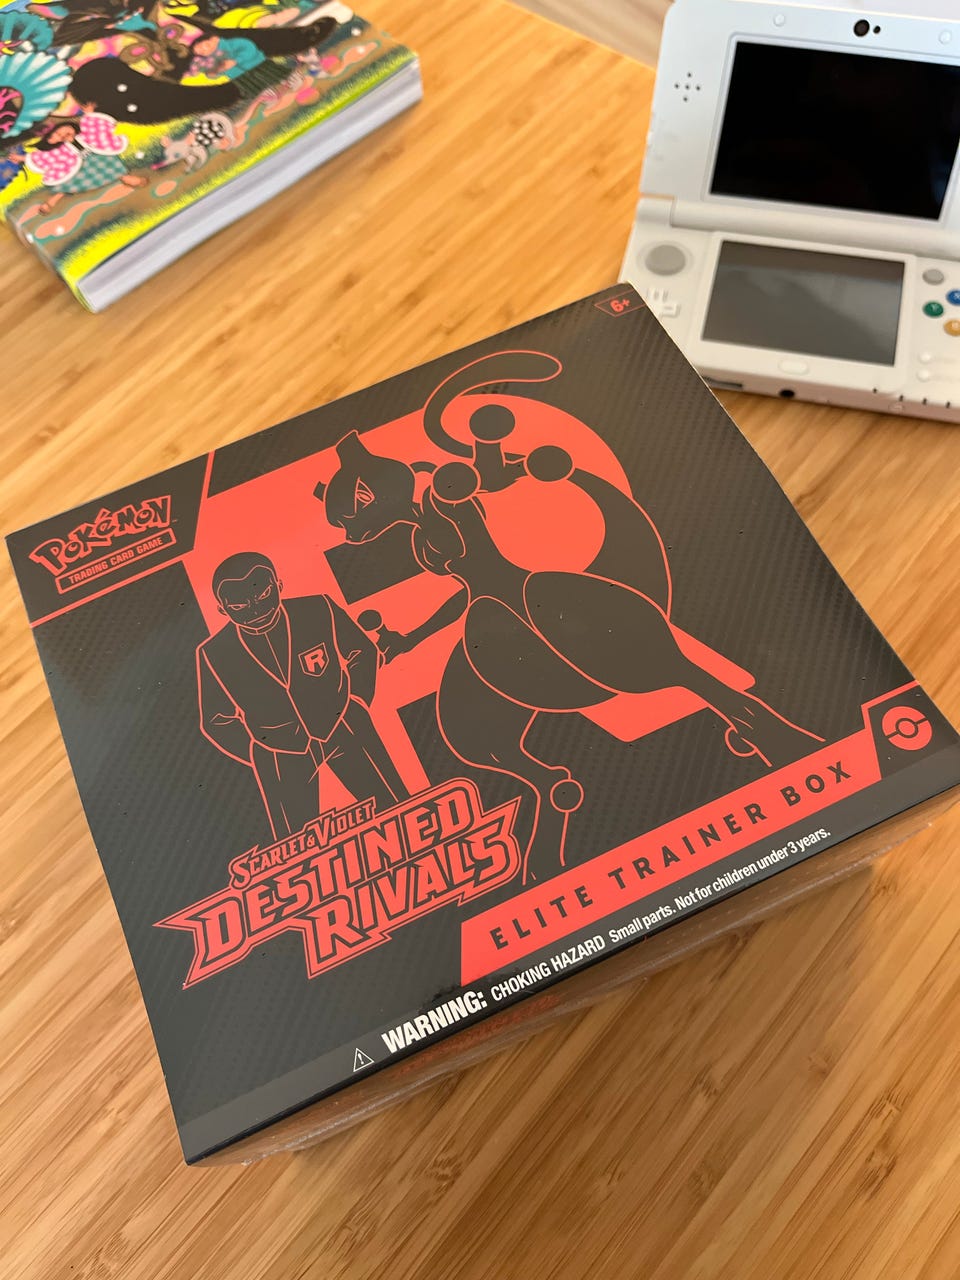 6+
POKéMON
TRADING CARD GAME
R
SCARLET & VIOLET
DESTINED
RIVALS
ELITE TRAINER BOX
WARNING: CHOKING HAZARD Small parts. Not for children under 3 years.